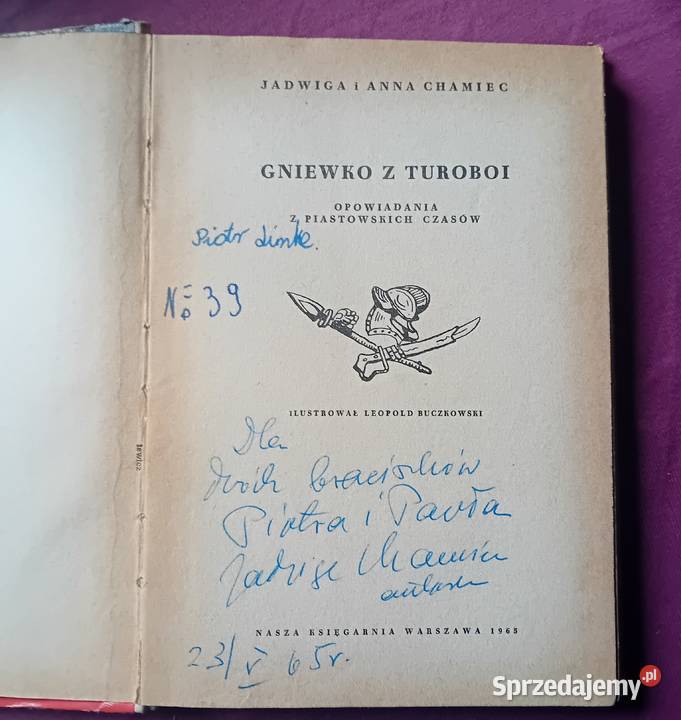 JADWIGA i ANNA CHAMIEC
GNIEWKO Z TUROBOI
OPOWIADANIA
Z PIASTOWSKICH CZASÓW
Piotr Linke.
No 39
ILUSTROWAŁ LEOPOLD BUCZKOWSKI
Dla
dwóch braciszków
Piotra i Pawła
Jadwiga Chamiec
autorka
NASZA KSIĘGARNIA WARSZAWA 1965
23/V 65r.
Sprzedajemy.pl